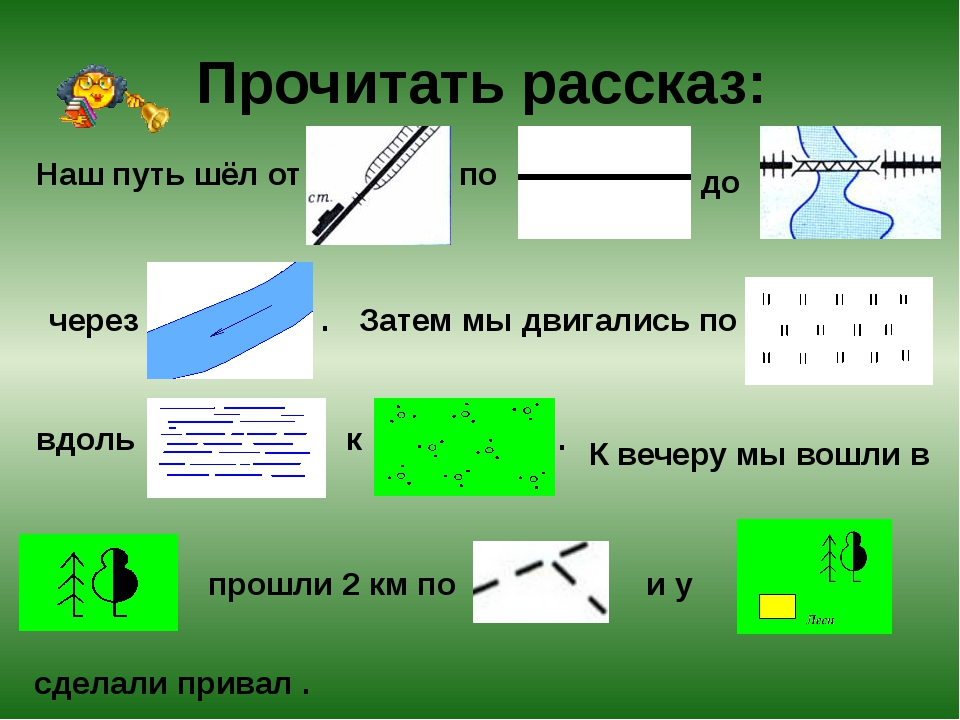 Прочитать рассказ:
Наш путь шёл от ст. по до
через . Затем мы двигались по
вдоль к . К вечеру мы вошли в
прошли 2 км по и у Лесн
сделали привал .